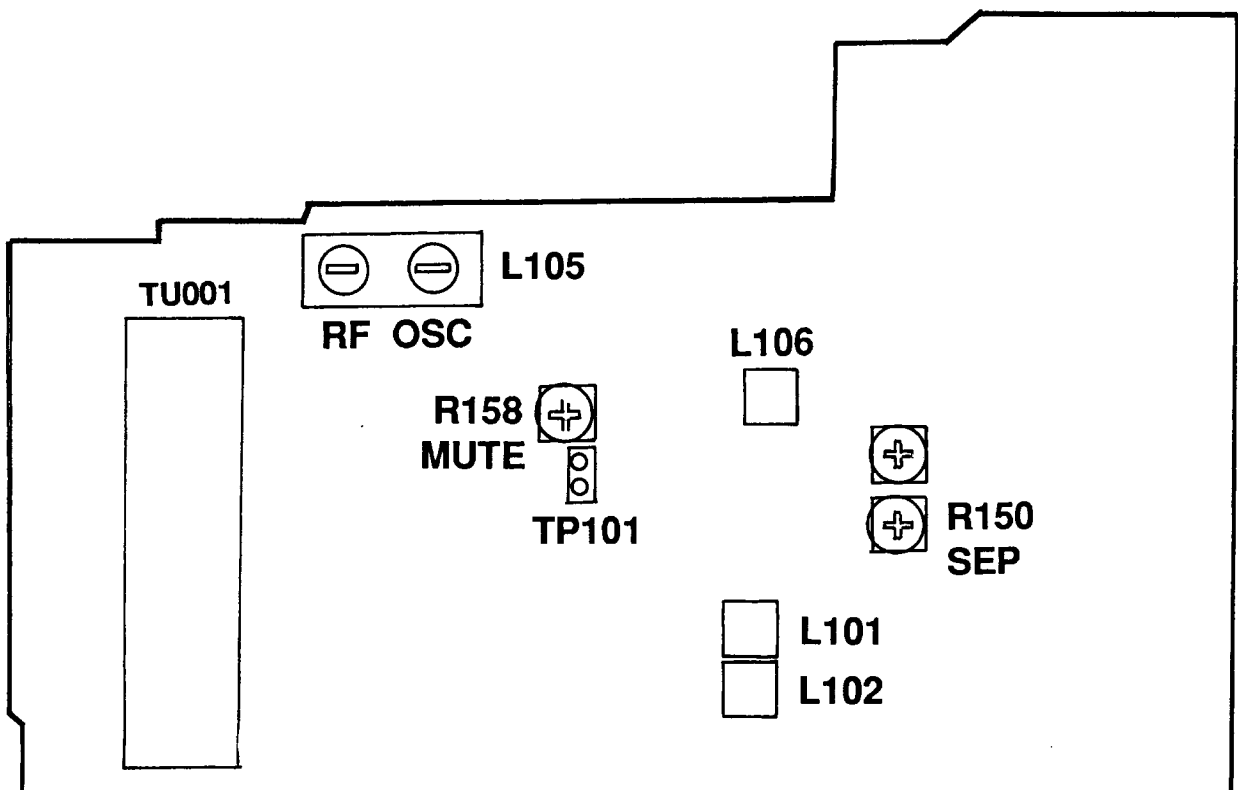 L105
TU001
RF OSC
L106
R158
MUTE
TP101
R150
SEP
L101
L102